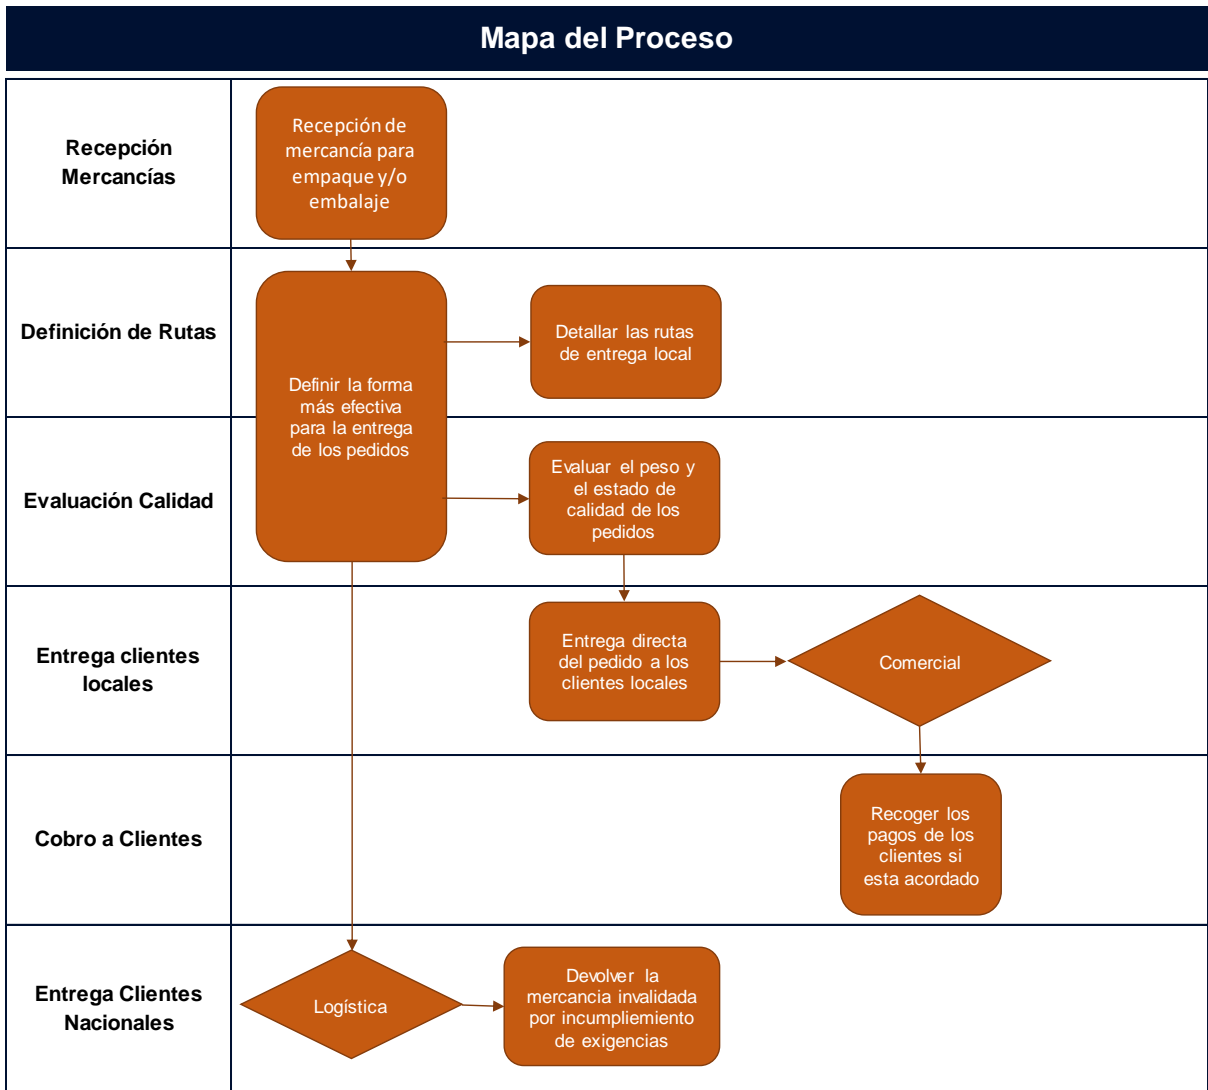 Mapa del Proceso
Recepción
Mercancías
Recepción de
mercancía para
empaque y/o
embalaje
Definición de Rutas
Detallar las rutas
de entrega local
Definir la forma
más efectiva
para la entrega
de los pedidos
Evaluación Calidad
Evaluar el peso y
el estado de
calidad de los
pedidos
Entrega clientes
locales
Entrega directa
del pedido a los
clientes locales
Comercial
Cobro a Clientes
Recoger los
pagos de los
clientes si
esta acordado
Entrega Clientes
Nacionales
Logística
Devolver la
mercancia invalidada
por incumpliemiento
de exigencias